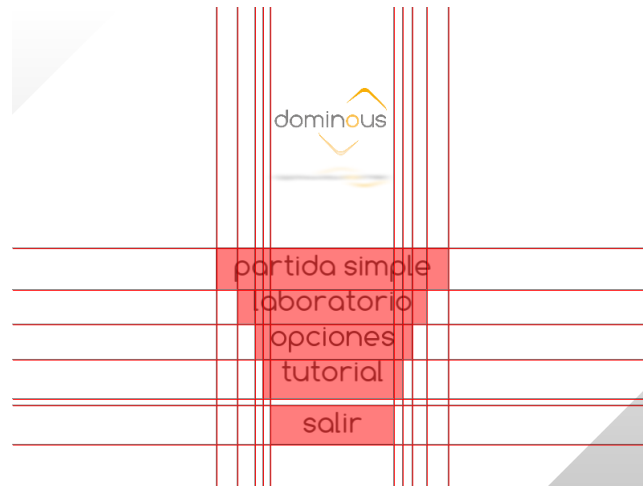 dominous
partida simple
laboratorio
opciones
tutorial
salir